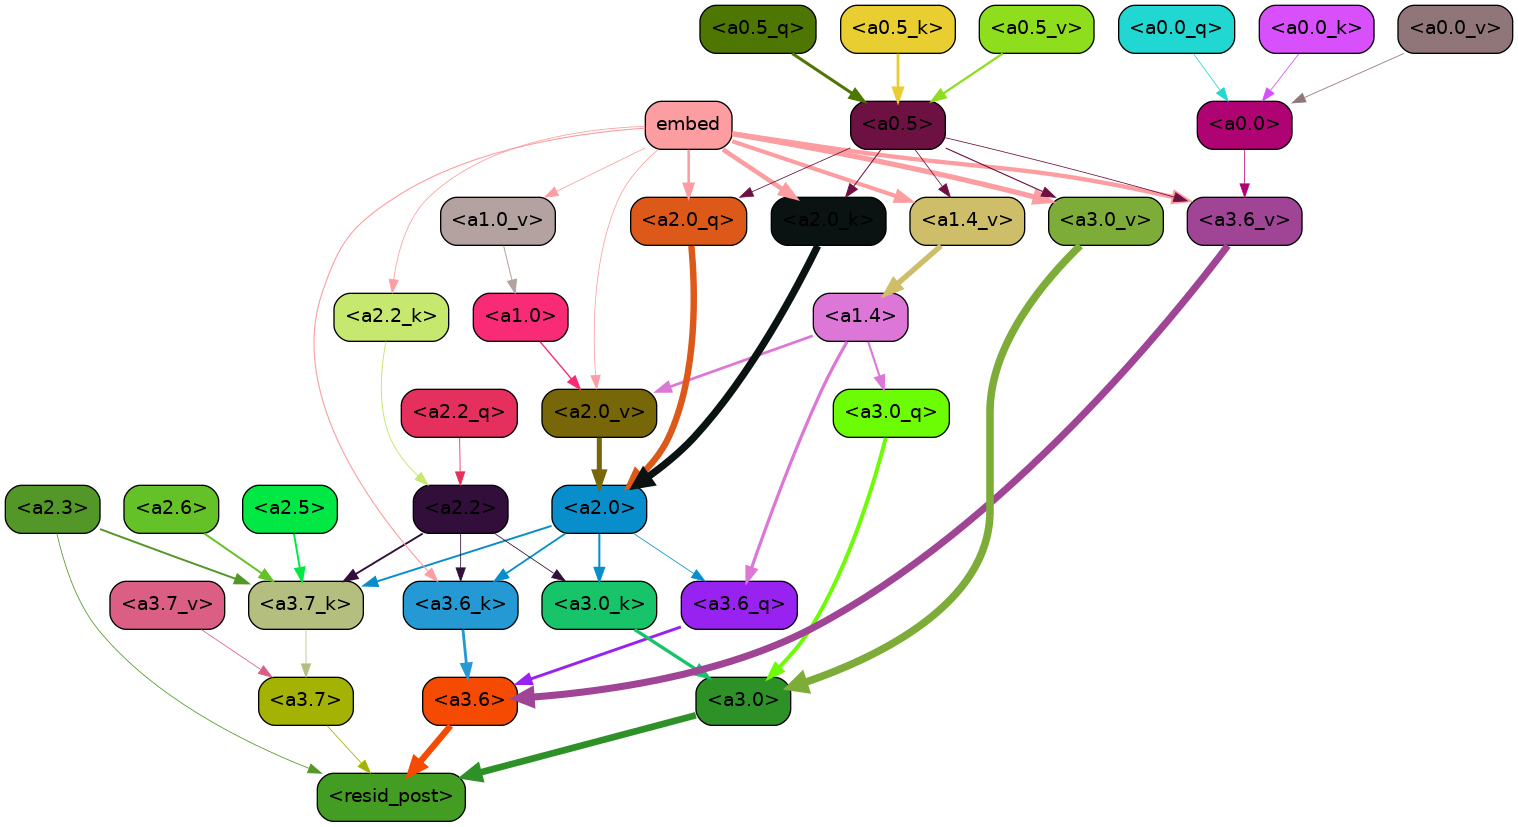 <a0.5_q> <a0.5_k> <a0.5_v> <a0.0_q> <a0.0_k> <a0.0_v>
embed <a0.5> <a0.0>
<a1.0_v> <a2.0_q> <a2.0_k> <a1.4_v> <a3.0_v> <a3.6_v>
<a2.2_k> <a1.0> <a1.4>
<a2.2_q> <a2.0_v> <a3.0_q>
<a2.3> <a2.6> <a2.5> <a2.2> <a2.0>
<a3.7_v> <a3.7_k> <a3.6_k> <a3.0_k> <a3.6_q>
<a3.7> <a3.6> <a3.0>
<resid_post>